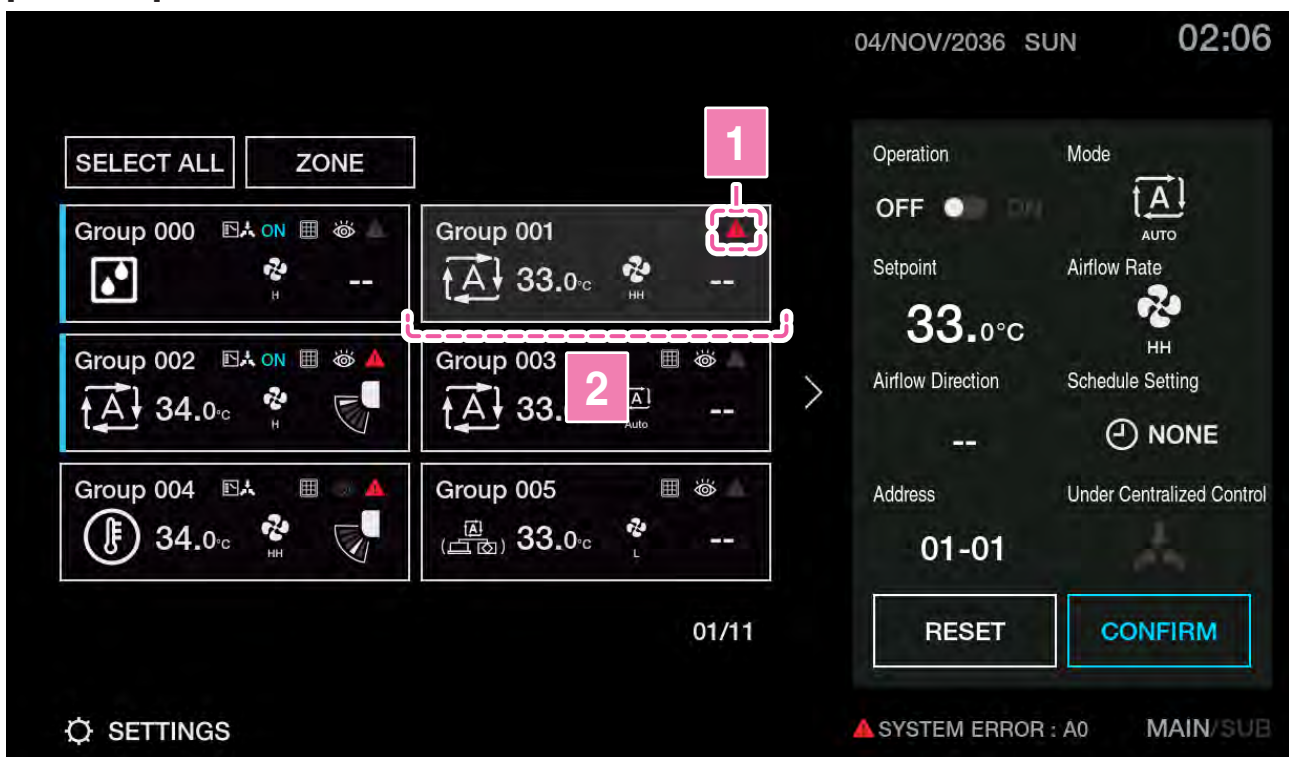 04/NOV/2036 SUN 02:06
SELECT ALL ZONE
1
Group 000 ON
H --
Group 001
A 33.0°C HH --
Group 002 ON
A 34.0°C H
Group 003
2
A 33. A Auto --
Group 004
34.0°C HH
Group 005
A 33.0°C L --
01/11
SETTINGS
Operation Mode
OFF ON A AUTO
Setpoint Airflow Rate
33.0°C HH
Airflow Direction Schedule Setting
-- NONE
Address Under Centralized Control
01-01
RESET CONFIRM
SYSTEM ERROR : A0 MAIN/SUB